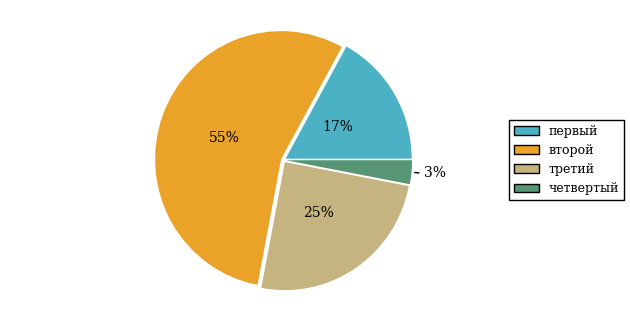 17%
55%
3%
25%
первый
второй
третий
четвертый